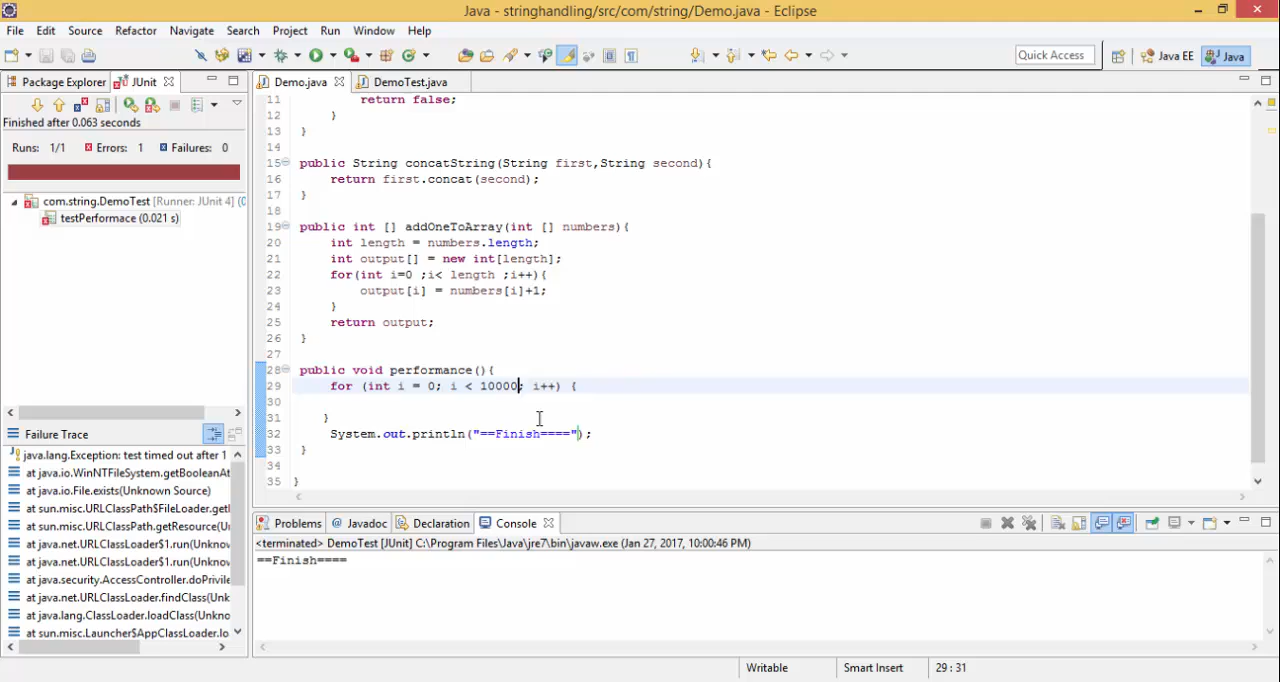 Java - stringhandling/src/com/string/Demo.java - Eclipse
File Edit Source Refactor Navigate Search Project Run Window Help
Quick Access Java EE Java
Package Explorer JUnit
Demo.java DemoTest.java
Finished after 0.063 seconds
Runs: 1/1 Errors: 1 Failures: 0
com.string.DemoTest [Runner: JUnit 4] (0
testPerformace (0.021 s)
11 return false;
12 }
13 }
14
15 public String concatString(String first,String second){
16 return first.concat(second);
17 }
18
19 public int [] addOneToArray(int [] numbers){
20 int length = numbers.length;
21 int output[] = new int[length];
22 for(int i=0 ;i< length ;i++){
23 output[i] = numbers[i]+1;
24 }
25 return output;
26 }
27
28 public void performance(){
29 for (int i = 0; i < 10000; i++) {
30
31 }
32 System.out.println("==Finish====");
33 }
34
35 }
Failure Trace
java.lang.Exception: test timed out after 1
at java.io.WinNTFileSystem.getBooleanAt
at java.io.File.exists(Unknown Source)
at sun.misc.URLClassPath$FileLoader.get
at sun.misc.URLClassPath.getResource(U
at java.net.URLClassLoader$1.run(Unkno
at java.net.URLClassLoader$1.run(Unkno
at java.security.AccessController.doPrivile
at java.net.URLClassLoader.findClass(Unk
at java.lang.ClassLoader.loadClass(Unkno
at sun.misc.Launcher$AppClassLoader.lo
Problems Javadoc Declaration Console
<terminated> DemoTest [JUnit] C:\Program Files\Java\jre7\bin\javaw.exe (Jan 27, 2017, 10:00:46 PM)
==Finish====
Writable Smart Insert 29 : 31